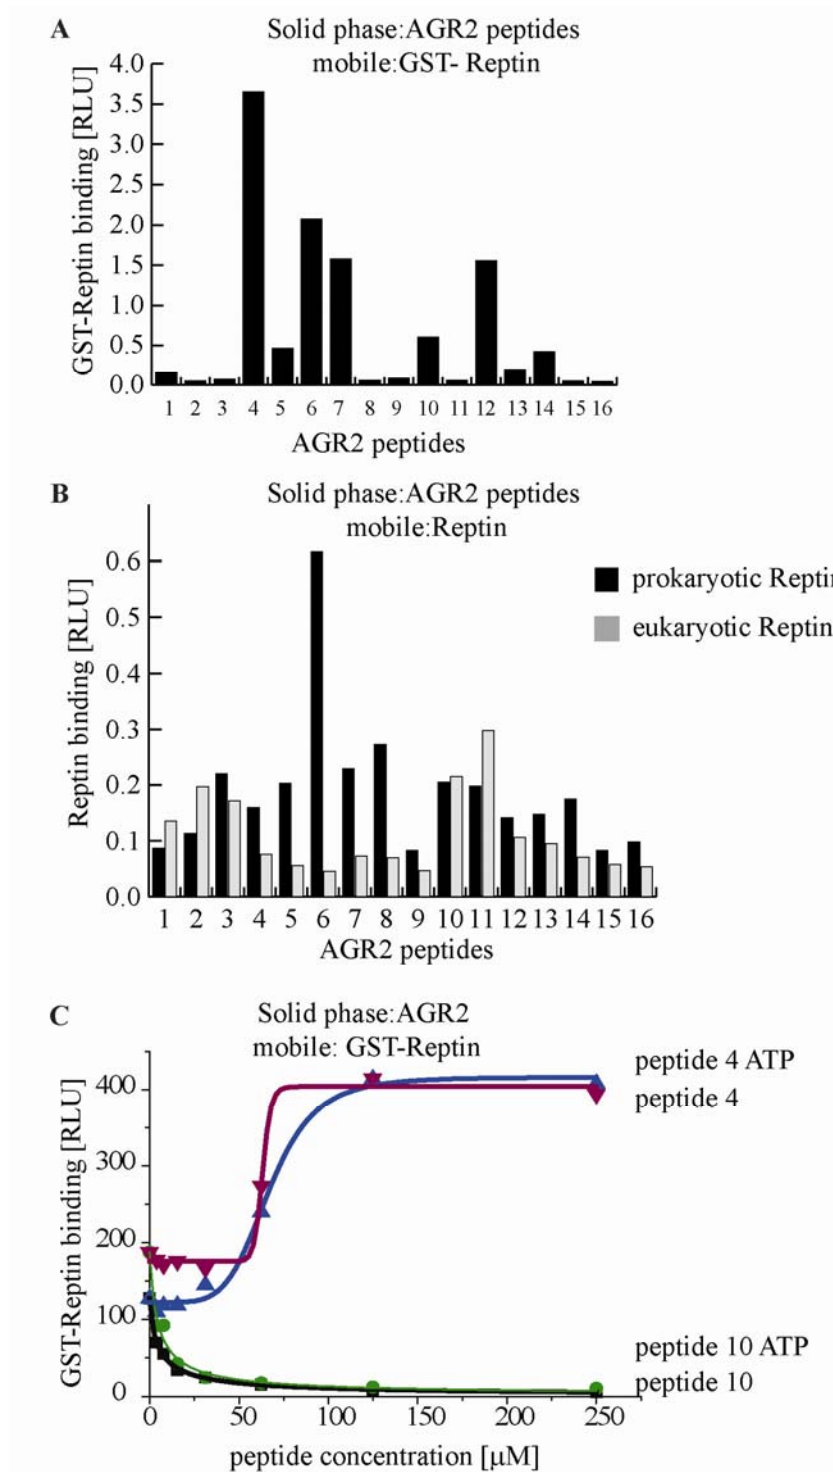 A
Solid phase:AGR2 peptides
mobile:GST- Reptin
GST-Reptin binding [RLU]
4.0
3.5
3.0
2.5
2.0
1.5
1.0
0.5
0.0
1 2 3 4 5 6 7 8 9 10 11 12 13 14 15 16
AGR2 peptides
B
Solid phase:AGR2 peptides
mobile:Reptin
Reptin binding [RLU]
0.6
0.5
0.4
0.3
0.2
0.1
0.0
prokaryotic Reptin
eukaryotic Reptin
1 2 3 4 5 6 7 8 9 10 11 12 13 14 15 16
AGR2 peptides
C
Solid phase:AGR2
mobile: GST-Reptin
GST-Reptin binding [RLU]
400
300
200
100
0
peptide 4 ATP
peptide 4
peptide 10 ATP
peptide 10
0 50 100 150 200 250
peptide concentration [µM]